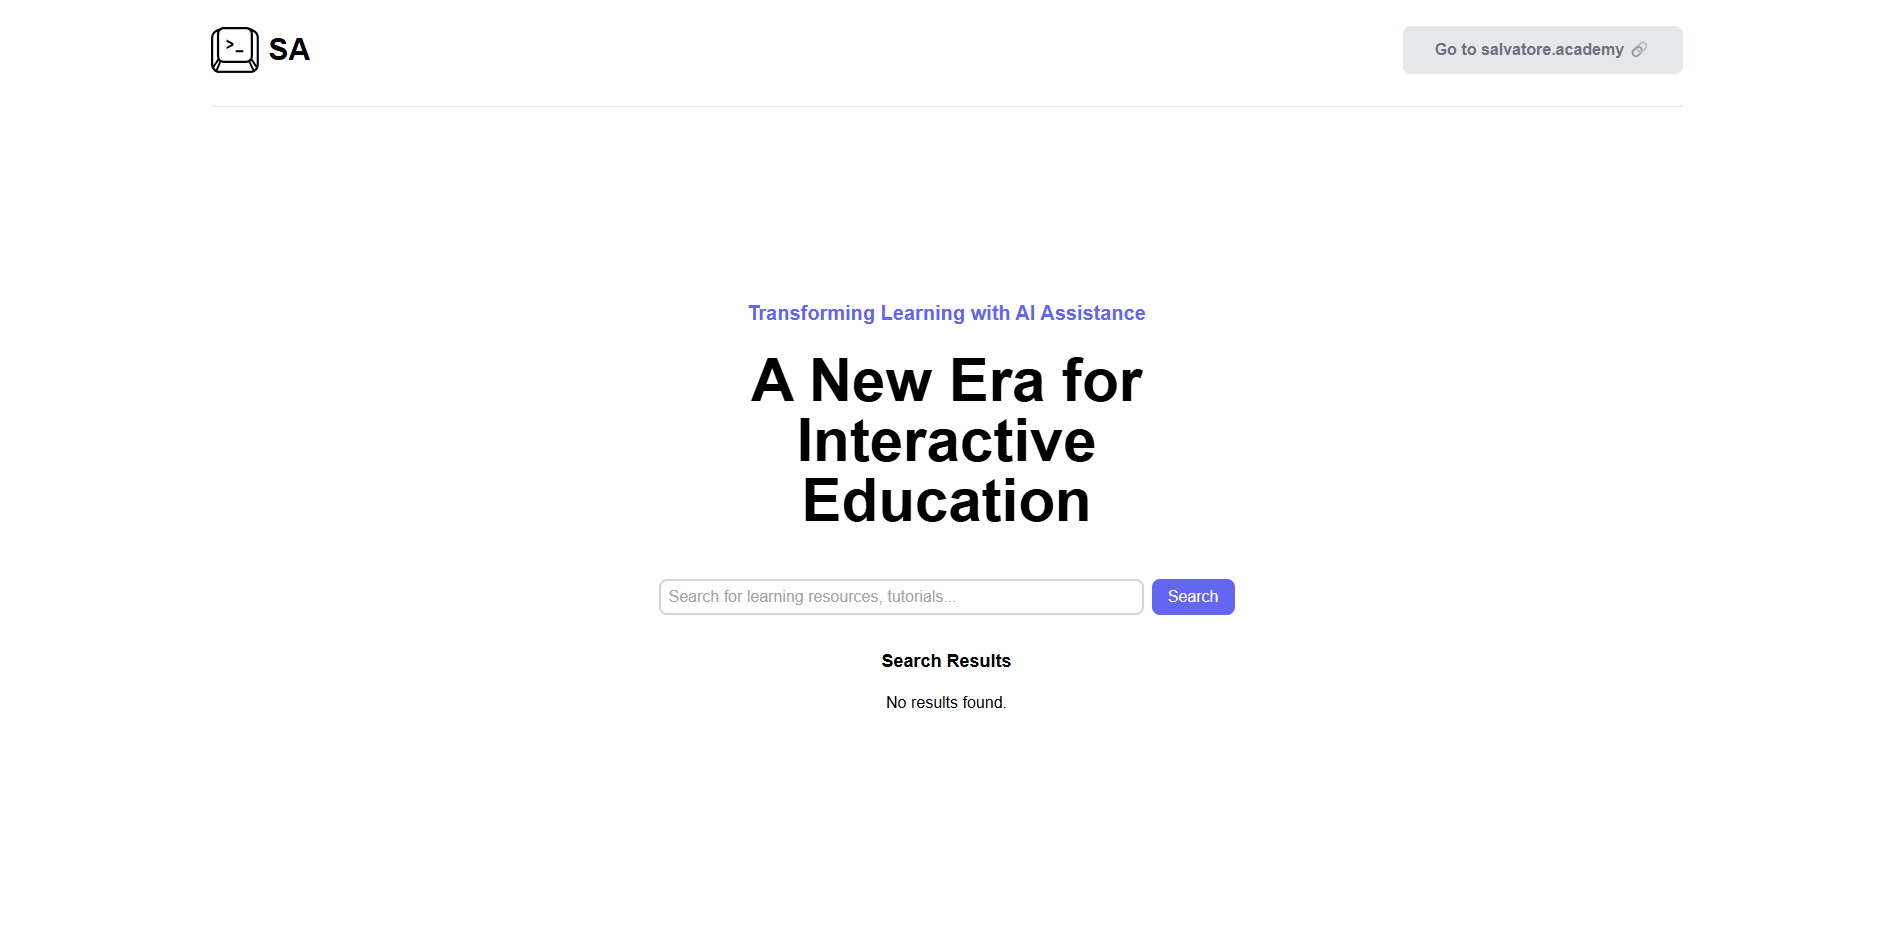 >_ SA
Go to salvatore.academy 🔗
Transforming Learning with AI Assistance
A New Era for
Interactive
Education
Search for learning resources, tutorials...
Search
Search Results
No results found.